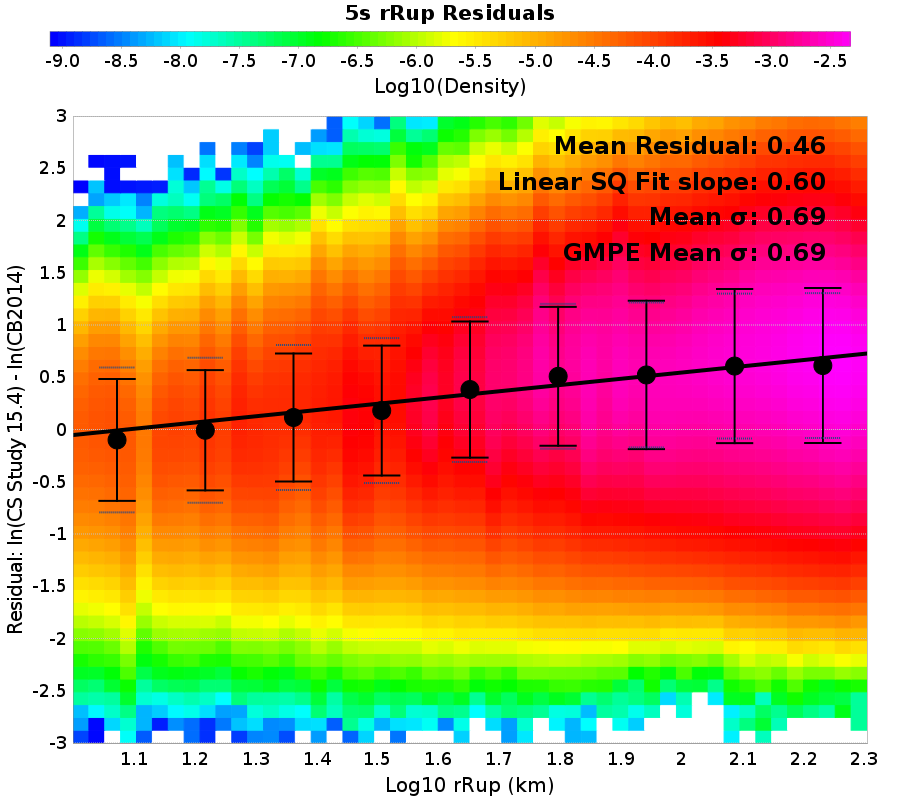 5s rRup Residuals
-9.0 -8.5 -8.0 -7.5 -7.0 -6.5 -6.0 -5.5 -5.0 -4.5 -4.0 -3.5 -3.0 -2.5
Log10(Density)
Mean Residual: 0.46
Linear SQ Fit slope: 0.60
Mean σ: 0.69
GMPE Mean σ: 0.69
Residual: ln(CS Study 15.4) - ln(CB2014)
3
2.5
2
1.5
1
0.5
0
-0.5
-1
-1.5
-2
-2.5
-3
1.1 1.2 1.3 1.4 1.5 1.6 1.7 1.8 1.9 2 2.1 2.2 2.3
Log10 rRup (km)